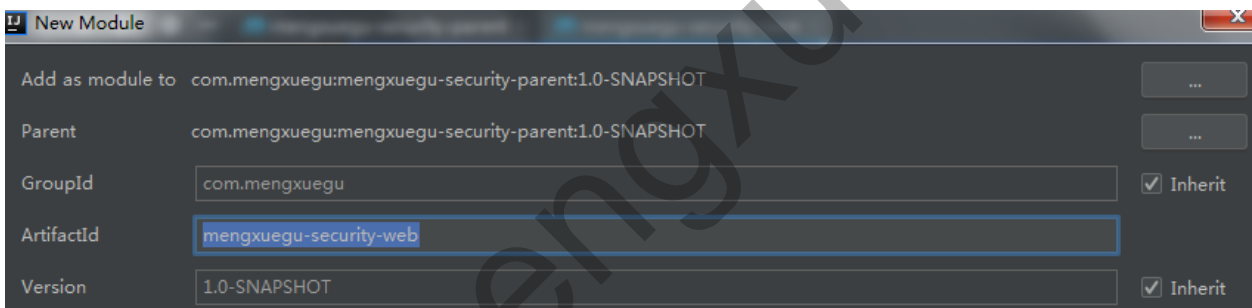 New Module
Add as module to com.mengxuegu:mengxuegu-security-parent:1.0-SNAPSHOT ...
Parent com.mengxuegu:mengxuegu-security-parent:1.0-SNAPSHOT ...
GroupId com.mengxuegu Inherit
ArtifactId mengxuegu-security-web
Version 1.0-SNAPSHOT Inherit